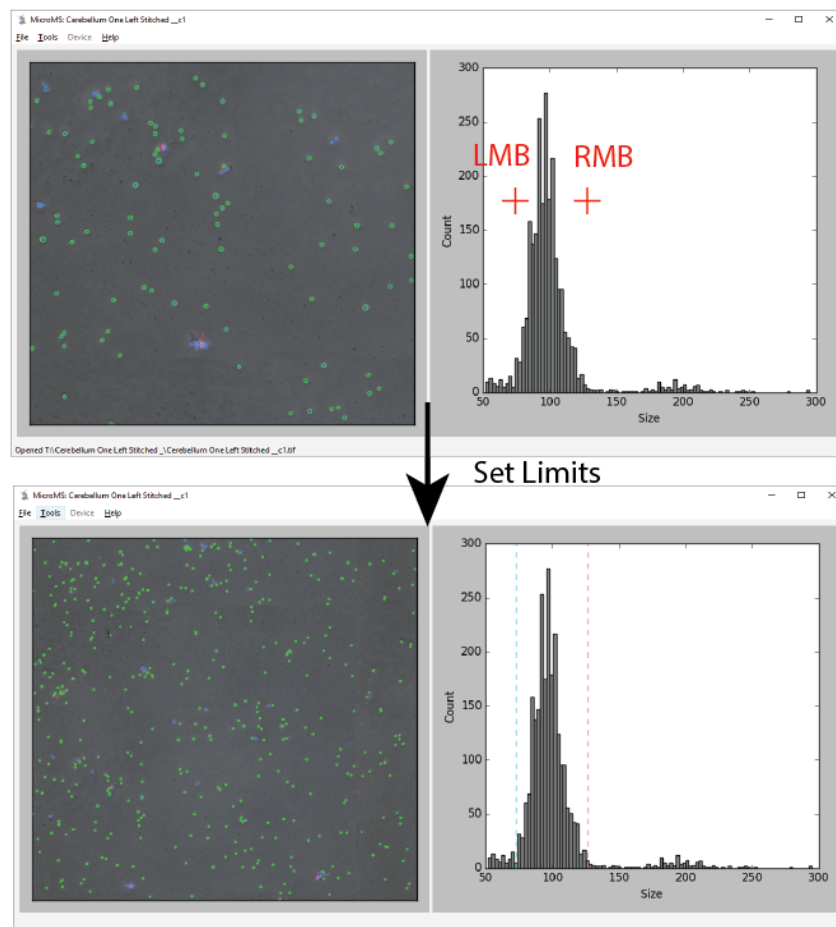 MicroMS: Cerebellum One Left Stitched __c1
File Tools Device Help
300
250
200
150
100
50
0
Count
LMB RMB
50 100 150 200 250 300
Size
Opened T:\Cerebellum One Left Stitched _\Cerebellum One Left Stitched __c1.tif
Set Limits
MicroMS: Cerebellum One Left Stitched __c1
File Tools Device Help
300
250
200
150
100
50
0
Count
50 100 150 200 250 300
Size